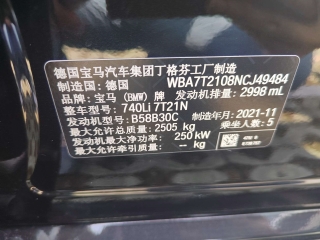 德国宝马汽车集团丁格芬工厂制造
制造国：德国 WBA7T2108NCJ49484
品牌：宝马（BMW）牌 发动机排量：2998 mL
整车型号：740Li 7T21N
发动机型号：B58B30C 制造年月：2021-11
最大允许总质量：2505 kg 乘坐人数：5
发动机最大净功率：250 kW
最大允许牵引质量： - kg